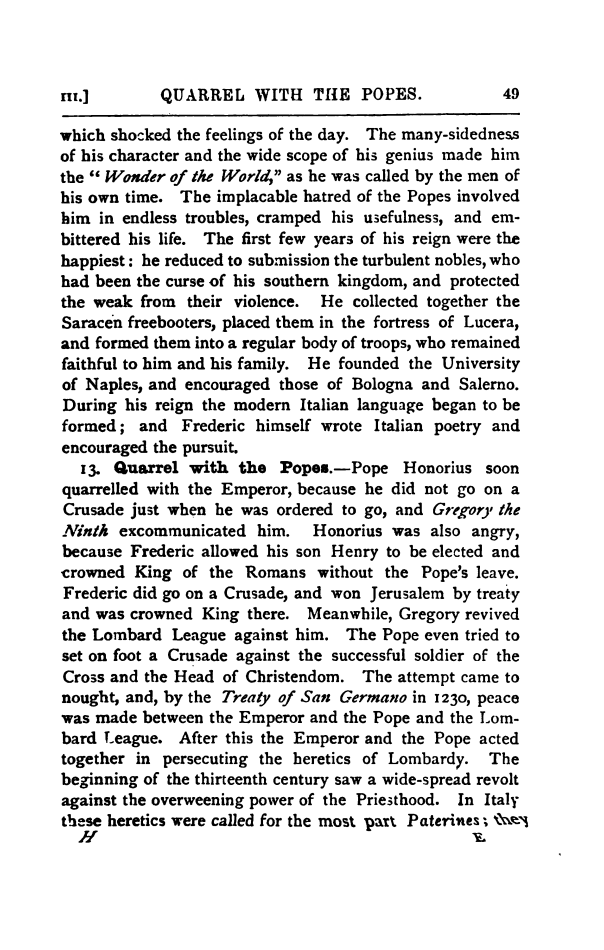 III.] QUARREL WITH THE POPES. 49
which shocked the feelings of the day. The many-sidedness
of his character and the wide scope of his genius made him
the “ Wonder of the World,” as he was called by the men of
his own time. The implacable hatred of the Popes involved
him in endless troubles, cramped his usefulness, and em-
bittered his life. The first few years of his reign were the
happiest : he reduced to submission the turbulent nobles, who
had been the curse of his southern kingdom, and protected
the weak from their violence. He collected together the
Saracen freebooters, placed them in the fortress of Lucera,
and formed them into a regular body of troops, who remained
faithful to him and his family. He founded the University
of Naples, and encouraged those of Bologna and Salerno.
During his reign the modern Italian language began to be
formed ; and Frederic himself wrote Italian poetry and
encouraged the pursuit.
13. Quarrel with the Popes.—Pope Honorius soon
quarrelled with the Emperor, because he did not go on a
Crusade just when he was ordered to go, and Gregory the
Ninth excommunicated him. Honorius was also angry,
because Frederic allowed his son Henry to be elected and
crowned King of the Romans without the Pope’s leave.
Frederic did go on a Crusade, and won Jerusalem by treaty
and was crowned King there. Meanwhile, Gregory revived
the Lombard League against him. The Pope even tried to
set on foot a Crusade against the successful soldier of the
Cross and the Head of Christendom. The attempt came to
nought, and, by the Treaty of San Germano in 1230, peace
was made between the Emperor and the Pope and the Lom-
bard League. After this the Emperor and the Pope acted
together in persecuting the heretics of Lombardy. The
beginning of the thirteenth century saw a wide-spread revolt
against the overweening power of the Priesthood. In Italy
these heretics were called for the most part Paterines ; they
H E